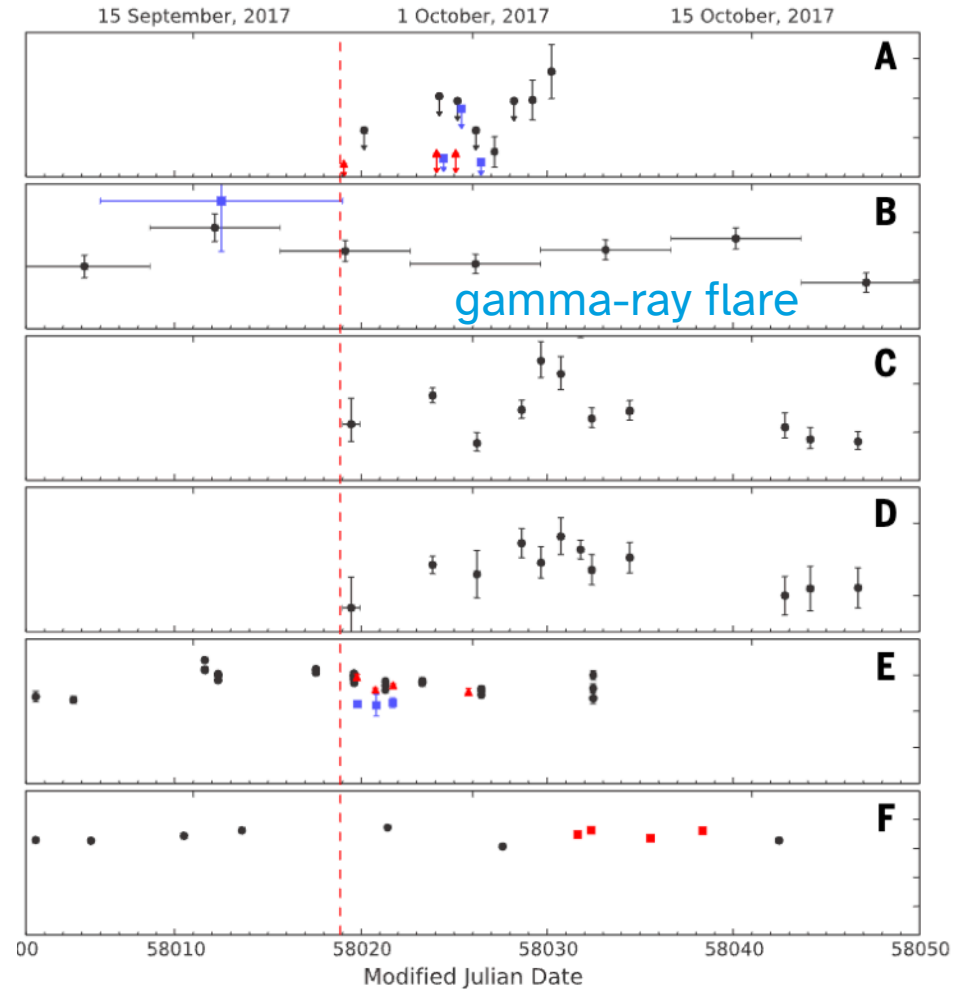 15 September, 2017 1 October, 2017 15 October, 2017
A
B
gamma-ray flare
C
D
E
F
00 58010 58020 58030 58040 58050
Modified Julian Date